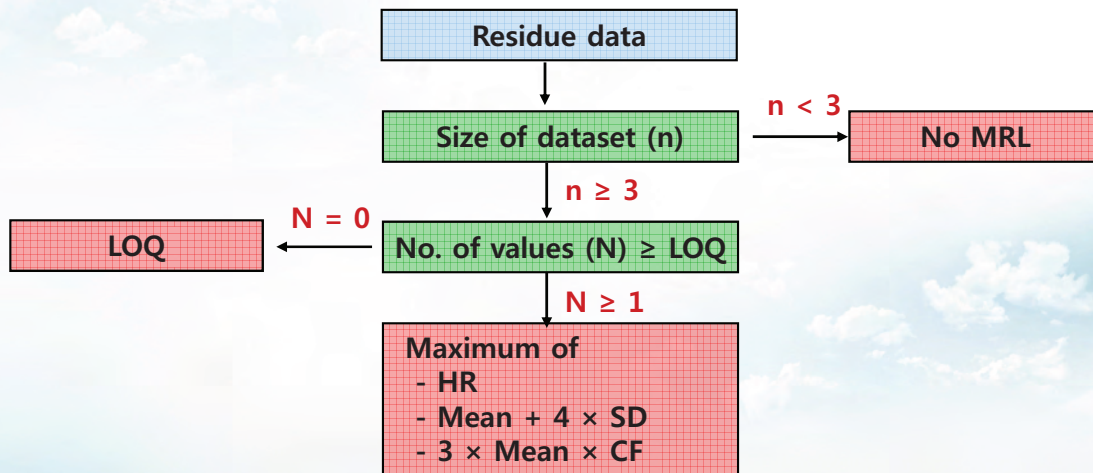 Residue data
n < 3
Size of dataset (n)
No MRL
n ≥ 3
N = 0
LOQ
No. of values (N) ≥ LOQ
N ≥ 1
Maximum of
- HR
- Mean + 4 × SD
- 3 × Mean × CF